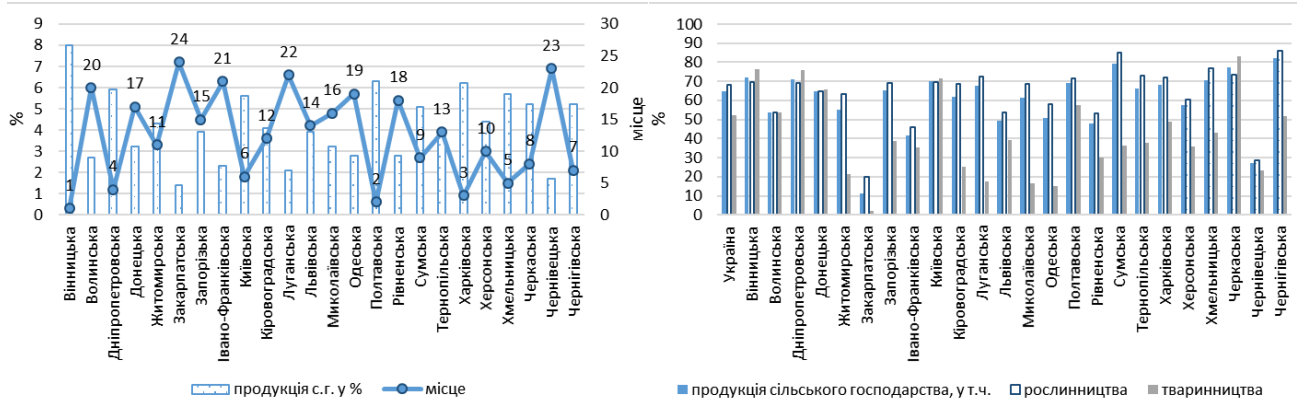 9
8
7
6
5
4
3
2
1
0
%
30
25
20
15
10
5
0
місце
1
20
4
17
11
24
15
21
6
12
22
14
16
19
2
18
9
13
3
10
5
8
23
7
Вінницька
Волинська
Дніпропетровська
Донецька
Житомирська
Закарпатська
Запорізька
Івано-Франківська
Київська
Кіровоградська
Луганська
Львівська
Миколаївська
Одеська
Полтавська
Рівненська
Сумська
Тернопільська
Харківська
Херсонська
Хмельницька
Черкаська
Чернівецька
Чернігівська
продукція с.г. у %
місце
100
90
80
70
60
50
40
30
20
10
0
%
Україна
Вінницька
Волинська
Дніпропетровська
Донецька
Житомирська
Закарпатська
Запорізька
Івано-Франківська
Київська
Кіровоградська
Луганська
Львівська
Миколаївська
Одеська
Полтавська
Рівненська
Сумська
Тернопільська
Харківська
Херсонська
Хмельницька
Черкаська
Чернівецька
Чернігівська
продукція сільського господарства, у т.ч.
рослинництва
тваринництва